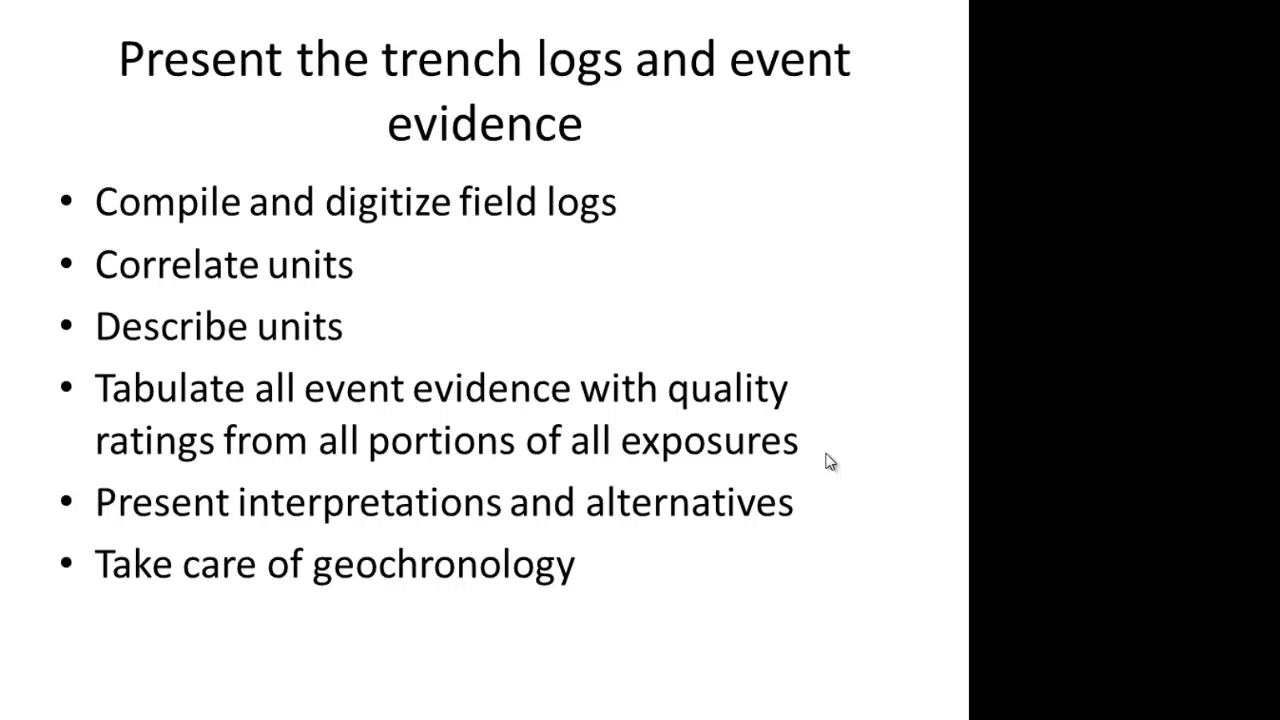 Present the trench logs and event
evidence
• Compile and digitize field logs
• Correlate units
• Describe units
• Tabulate all event evidence with quality
ratings from all portions of all exposures
• Present interpretations and alternatives
• Take care of geochronology